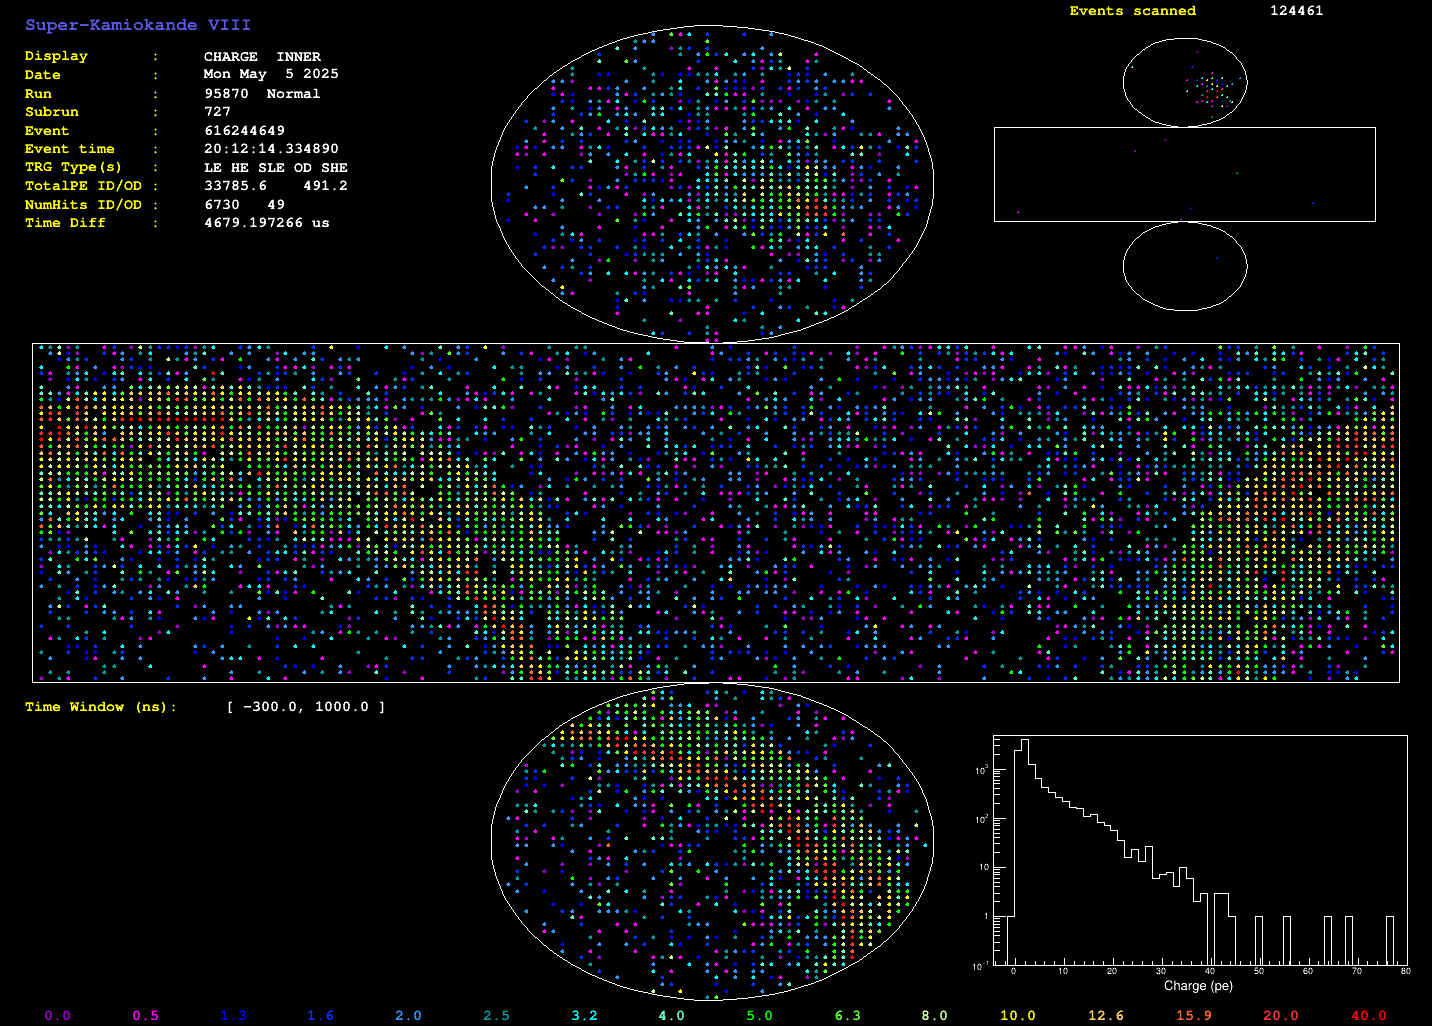 Super-Kamiokande VIII
Display : CHARGE INNER
Date : Mon May 5 2025
Run : 95870 Normal
Subrun : 727
Event : 616244649
Event time : 20:12:14.334890
TRG Type(s) : LE HE SLE OD SHE
TotalPE ID/OD : 33785.6 491.2
NumHits ID/OD : 6730 49
Time Diff : 4679.197266 us
Events scanned 124461
Time Window (ns): [ -300.0, 1000.0 ]
10^3
10^2
10
1
10^-1
0 10 20 30 40 50 60 70 80
Charge (pe)
0.0 0.5 1.3 1.6 2.0 2.5 3.2 4.0 5.0 6.3 8.0 10.0 12.6 15.9 20.0 40.0